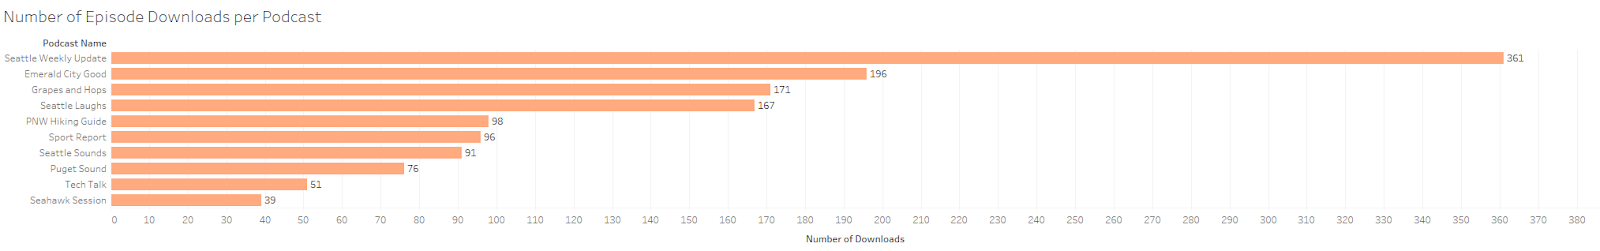 Number of Episode Downloads per Podcast
Podcast Name
Seattle Weekly Update 361
Emerald City Good 196
Grapes and Hops 171
Seattle Laughs 167
PNW Hiking Guide 98
Sport Report 96
Seattle Sounds 91
Puget Sound 76
Tech Talk 51
Seahawk Session 39
0 10 20 30 40 50 60 70 80 90 100 110 120 130 140 150 160 170 180 190 200 210 220 230 240 250 260 270 280 290 300 310 320 330 340 350 360 370 380
Number of Downloads